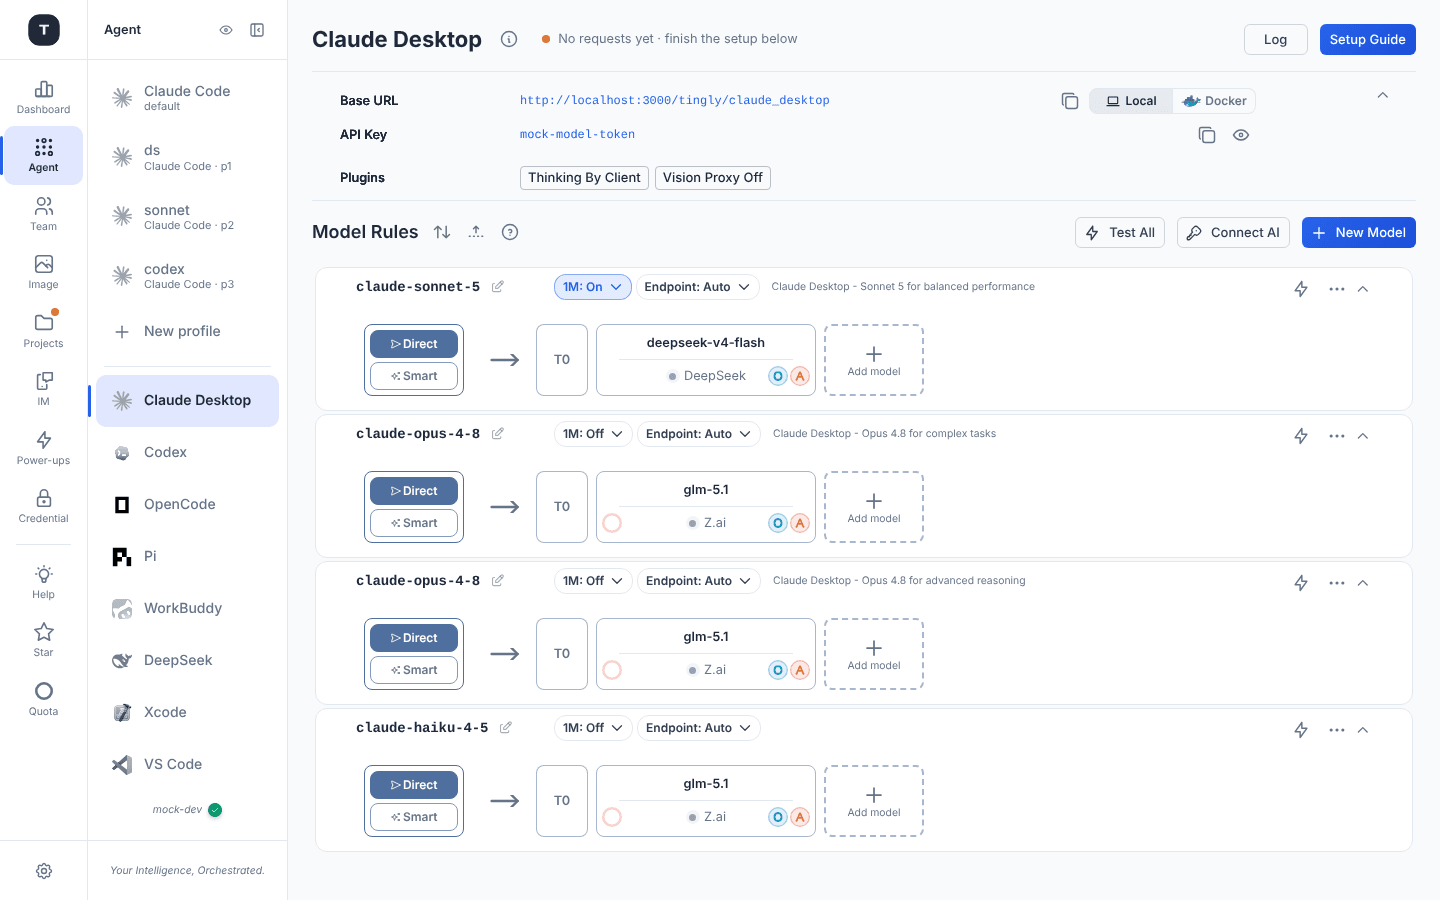 T
Dashboard
Agent
Team
Image
Projects
IM
Power-ups
Credential
Help
Star
Quota
Agent
Claude Code
default
ds
Claude Code · p1
sonnet
Claude Code · p2
codex
Claude Code · p3
New profile
Claude Desktop
Codex
OpenCode
Pi
WorkBuddy
DeepSeek
Xcode
VS Code
mock-dev
Your Intelligence, Orchestrated.
Claude Desktop
No requests yet · finish the setup below
Log
Setup Guide
Base URL
http://localhost:3000/tingly/claude_desktop
Local
Docker
API Key
mock-model-token
Plugins
Thinking By Client
Vision Proxy Off
Model Rules
Test All
Connect AI
New Model
claude-sonnet-5
1M: On
Endpoint: Auto
Claude Desktop - Sonnet 5 for balanced performance
Direct
Smart
T0
deepseek-v4-flash
DeepSeek
O
A
Add model
claude-opus-4-8
1M: Off
Endpoint: Auto
Claude Desktop - Opus 4.8 for complex tasks
Direct
Smart
T0
glm-5.1
Z.ai
O
A
Add model
claude-opus-4-8
1M: Off
Endpoint: Auto
Claude Desktop - Opus 4.8 for advanced reasoning
Direct
Smart
T0
glm-5.1
Z.ai
O
A
Add model
claude-haiku-4-5
1M: Off
Endpoint: Auto
Direct
Smart
T0
glm-5.1
Z.ai
O
A
Add model